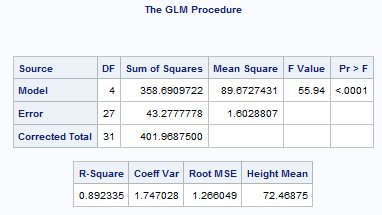 The GLM Procedure
Source DF Sum of Squares Mean Square F Value Pr > F
Model 4 358.6909722 89.6727431 55.94 <.0001
Error 27 43.2777778 1.6028807
Corrected Total 31 401.9687500
R-Square Coeff Var Root MSE Height Mean
0.892335 1.747028 1.266049 72.46875